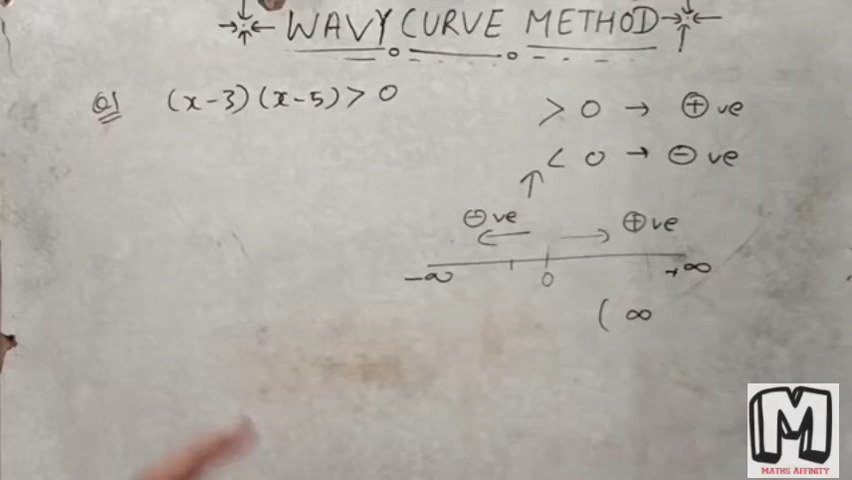 WAVY CURVE METHOD
Q1 (x-3)(x-5) > 0
> 0 → ⊕ve
< 0 → ⊖ve
↑
⊖ve ⊕ve
← →
-∞ 0 +∞
( ∞
M
MATHS AFFINITY